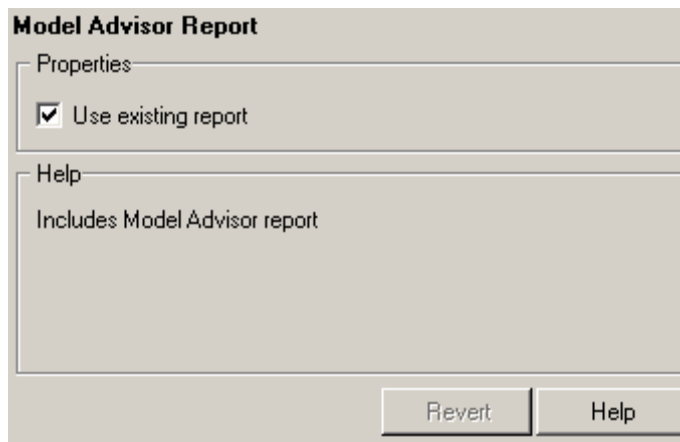 Model Advisor Report
Properties
Use existing report
Help
Includes Model Advisor report
Revert Help